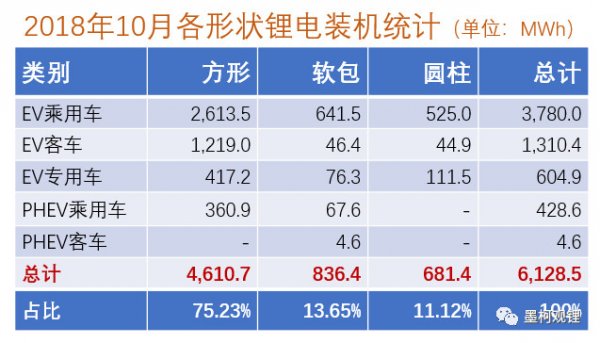 2018年10月各形状锂电装机统计（单位：MWh）
类别 方形 软包 圆柱 总计
EV乘用车 2,613.5 641.5 525.0 3,780.0
EV客车 1,219.0 46.4 44.9 1,310.4
EV专用车 417.2 76.3 111.5 604.9
PHEV乘用车 360.9 67.6 - 428.6
PHEV客车 - 4.6 - 4.6
总计 4,610.7 836.4 681.4 6,128.5
占比 75.23% 13.65% 11.12% 100%
墨柯观锂